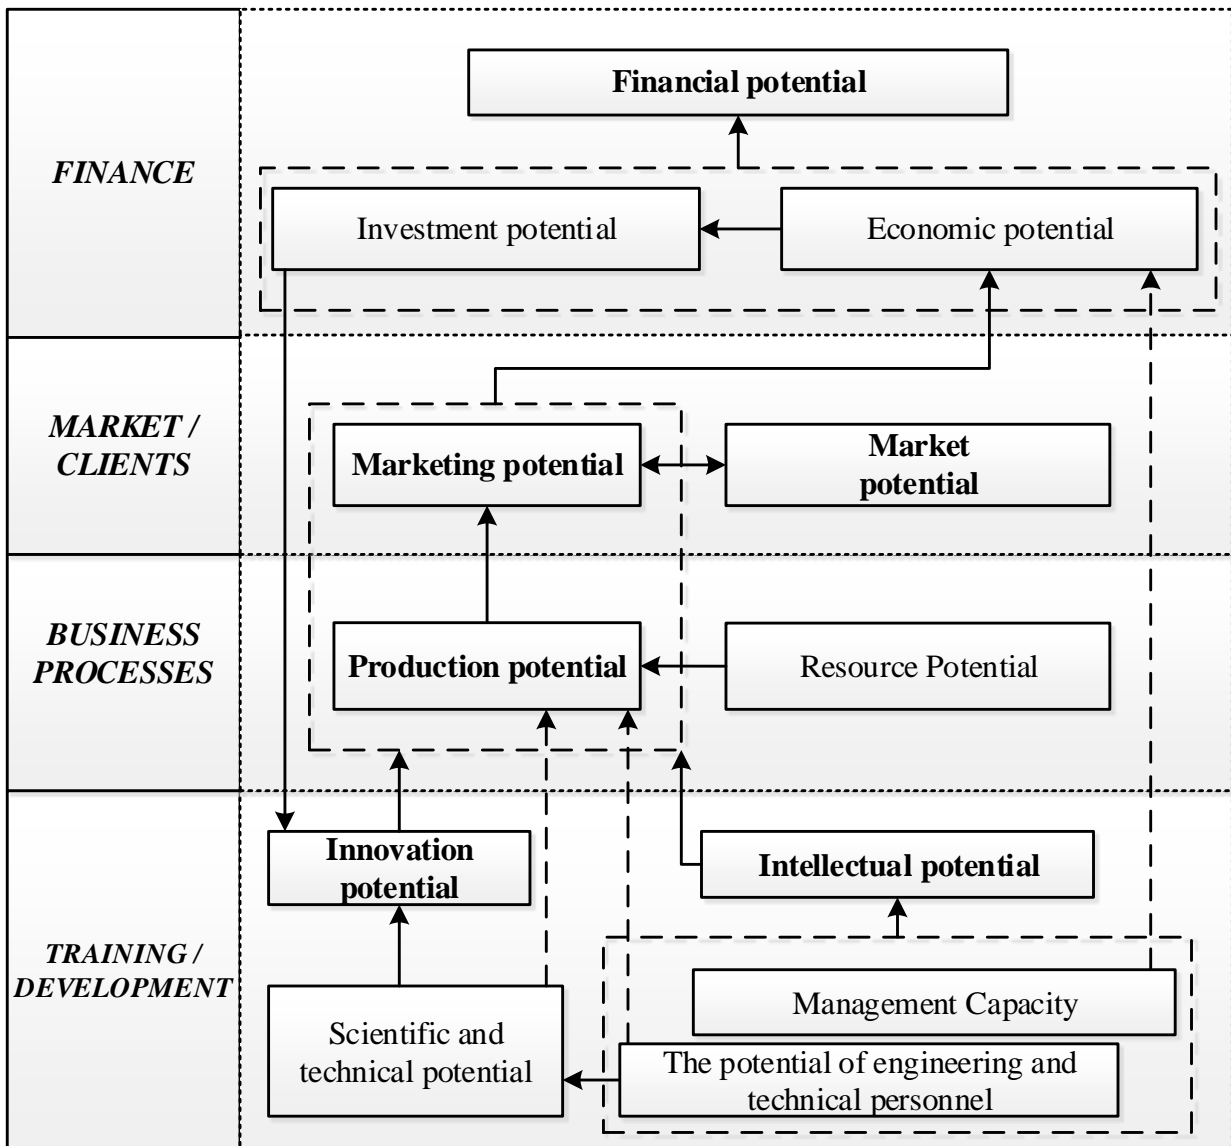 FINANCE
Financial potential
Investment potential
Economic potential
MARKET /
CLIENTS
Marketing potential
Market
potential
BUSINESS
PROCESSES
Production potential
Resource Potential
TRAINING /
DEVELOPMENT
Innovation
potential
Intellectual potential
Scientific and
technical potential
Management Capacity
The potential of engineering and
technical personnel